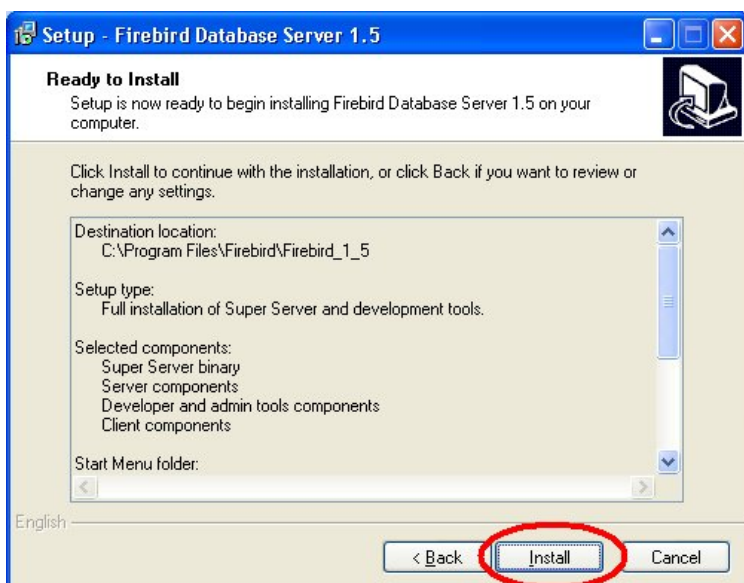 Setup - Firebird Database Server 1.5
Ready to Install
Setup is now ready to begin installing Firebird Database Server 1.5 on your
computer.
Click Install to continue with the installation, or click Back if you want to review or
change any settings.
Destination location:
C:\Program Files\Firebird\Firebird_1_5
Setup type:
Full installation of Super Server and development tools.
Selected components:
Super Server binary
Server components
Developer and admin tools components
Client components
Start Menu folder:
English
< Back Install Cancel